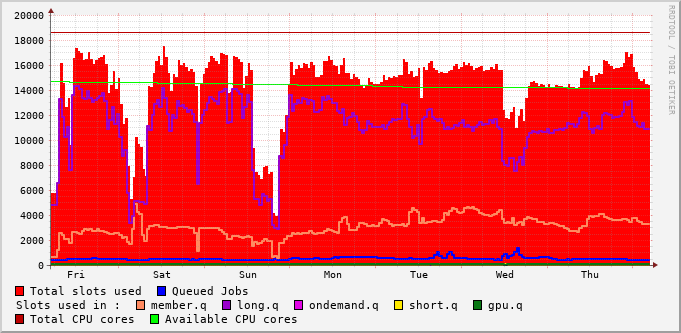 20000
18000
16000
14000
12000
10000
8000
6000
4000
2000
0
Fri Sat Sun Mon Tue Wed Thu
Total slots used Queued Jobs
Slots used in : member.q long.q ondemand.q short.q gpu.q
Total CPU cores Available CPU cores
RRDTOOL / TOBI OETIKER